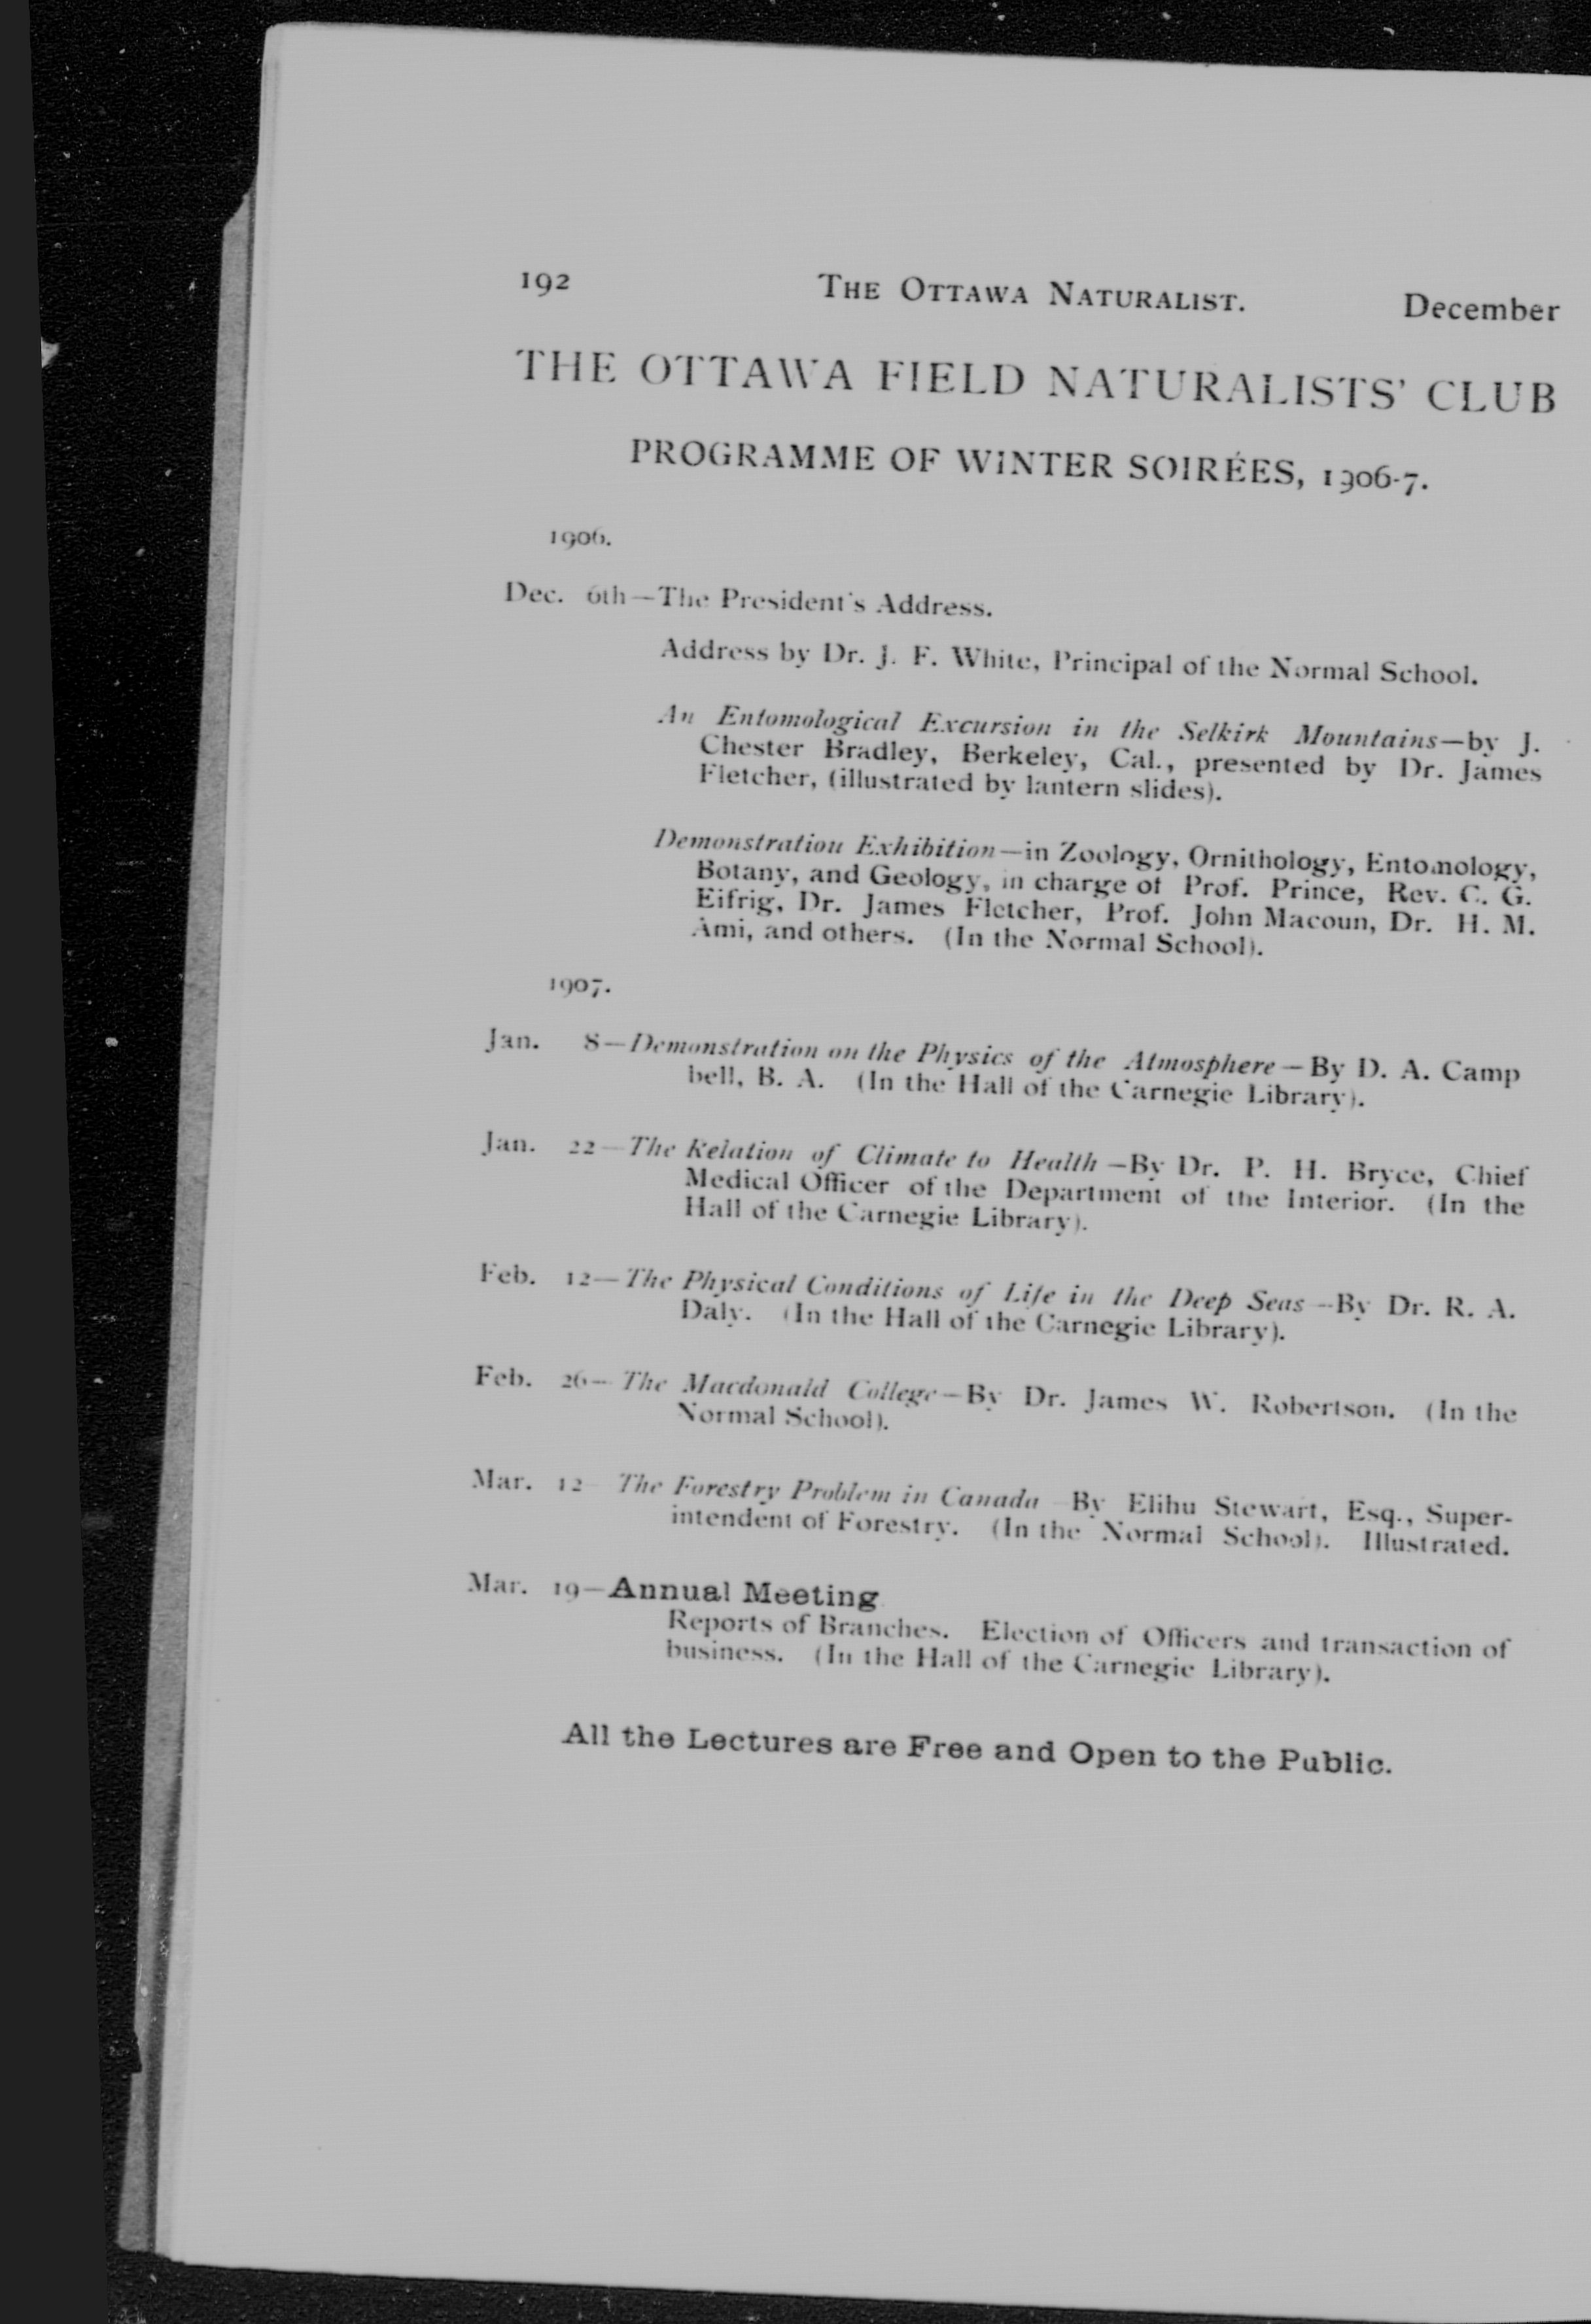 192 THE OTTAWA NATURALIST. December
THE OTTAWA FIELD NATURALISTS' CLUB
PROGRAMME OF WINTER SOIRÉES, 1906-7.
1906.
Dec. 6th—The President's Address.
Address by Dr. J. F. White, Principal of the Normal School.
An Entomological Excursion in the Selkirk Mountains—by J.
Chester Bradley, Berkeley, Cal., presented by Dr. James
Fletcher, (illustrated by lantern slides).
Demonstration Exhibition—in Zoology, Ornithology, Entomology,
Botany, and Geology, in charge of Prof. Prince, Rev. C. G.
Eifrig, Dr. James Fletcher, Prof. John Macoun, Dr. H. M.
Ami, and others. (In the Normal School).
1907.
Jan. 8—Demonstration on the Physics of the Atmosphere—By D. A. Camp
bell, B. A. (In the Hall of the Carnegie Library).
Jan. 22—The Relation of Climate to Health—By Dr. P. H. Bryce, Chief
Medical Officer of the Department of the Interior. (In the
Hall of the Carnegie Library).
Feb. 12—The Physical Conditions of Life in the Deep Seas—By Dr. R. A.
Daly. (In the Hall of the Carnegie Library).
Feb. 26—The Macdonald College—By Dr. James W. Robertson. (In the
Normal School).
Mar. 12 The Forestry Problem in Canada—By Elihu Stewart, Esq., Super-
intendent of Forestry. (In the Normal School). Illustrated.
Mar. 19—Annual Meeting
Reports of Branches. Election of Officers and transaction of
business. (In the Hall of the Carnegie Library).
All the Lectures are Free and Open to the Public.